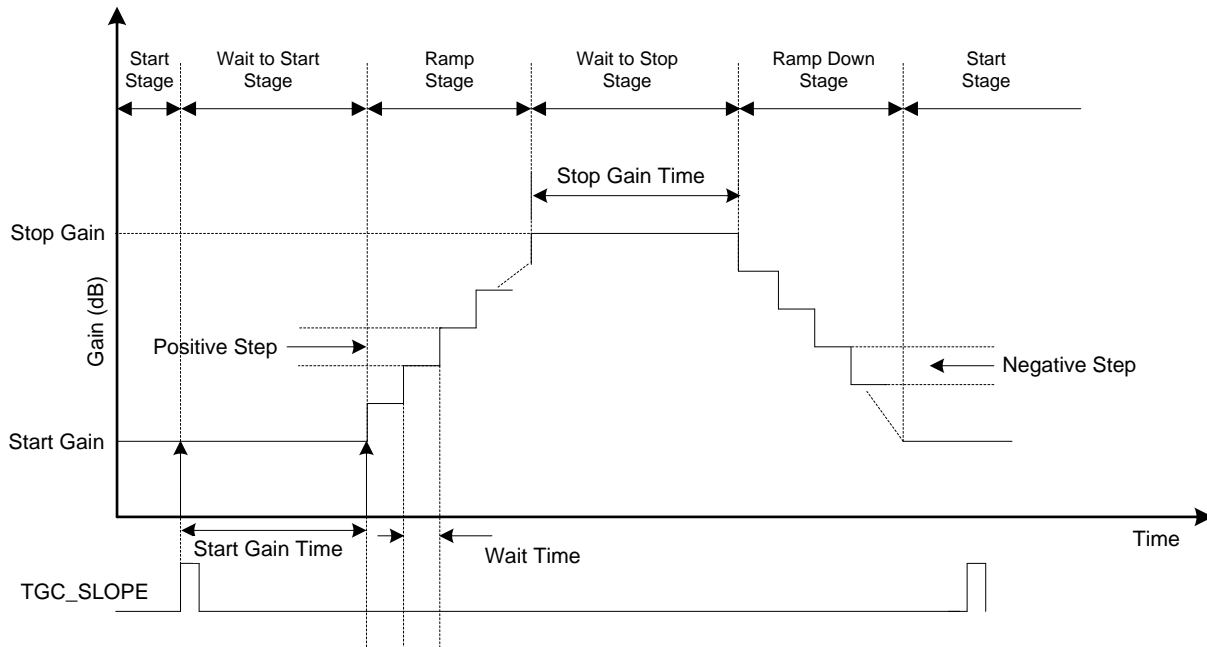 Start
Stage
Wait to Start
Stage
Ramp
Stage
Wait to Stop
Stage
Ramp Down
Stage
Start
Stage
Stop Gain Time
Stop Gain
Gain (dB)
Positive Step
Negative Step
Start Gain
Start Gain Time
Wait Time
Time
TGC_SLOPE